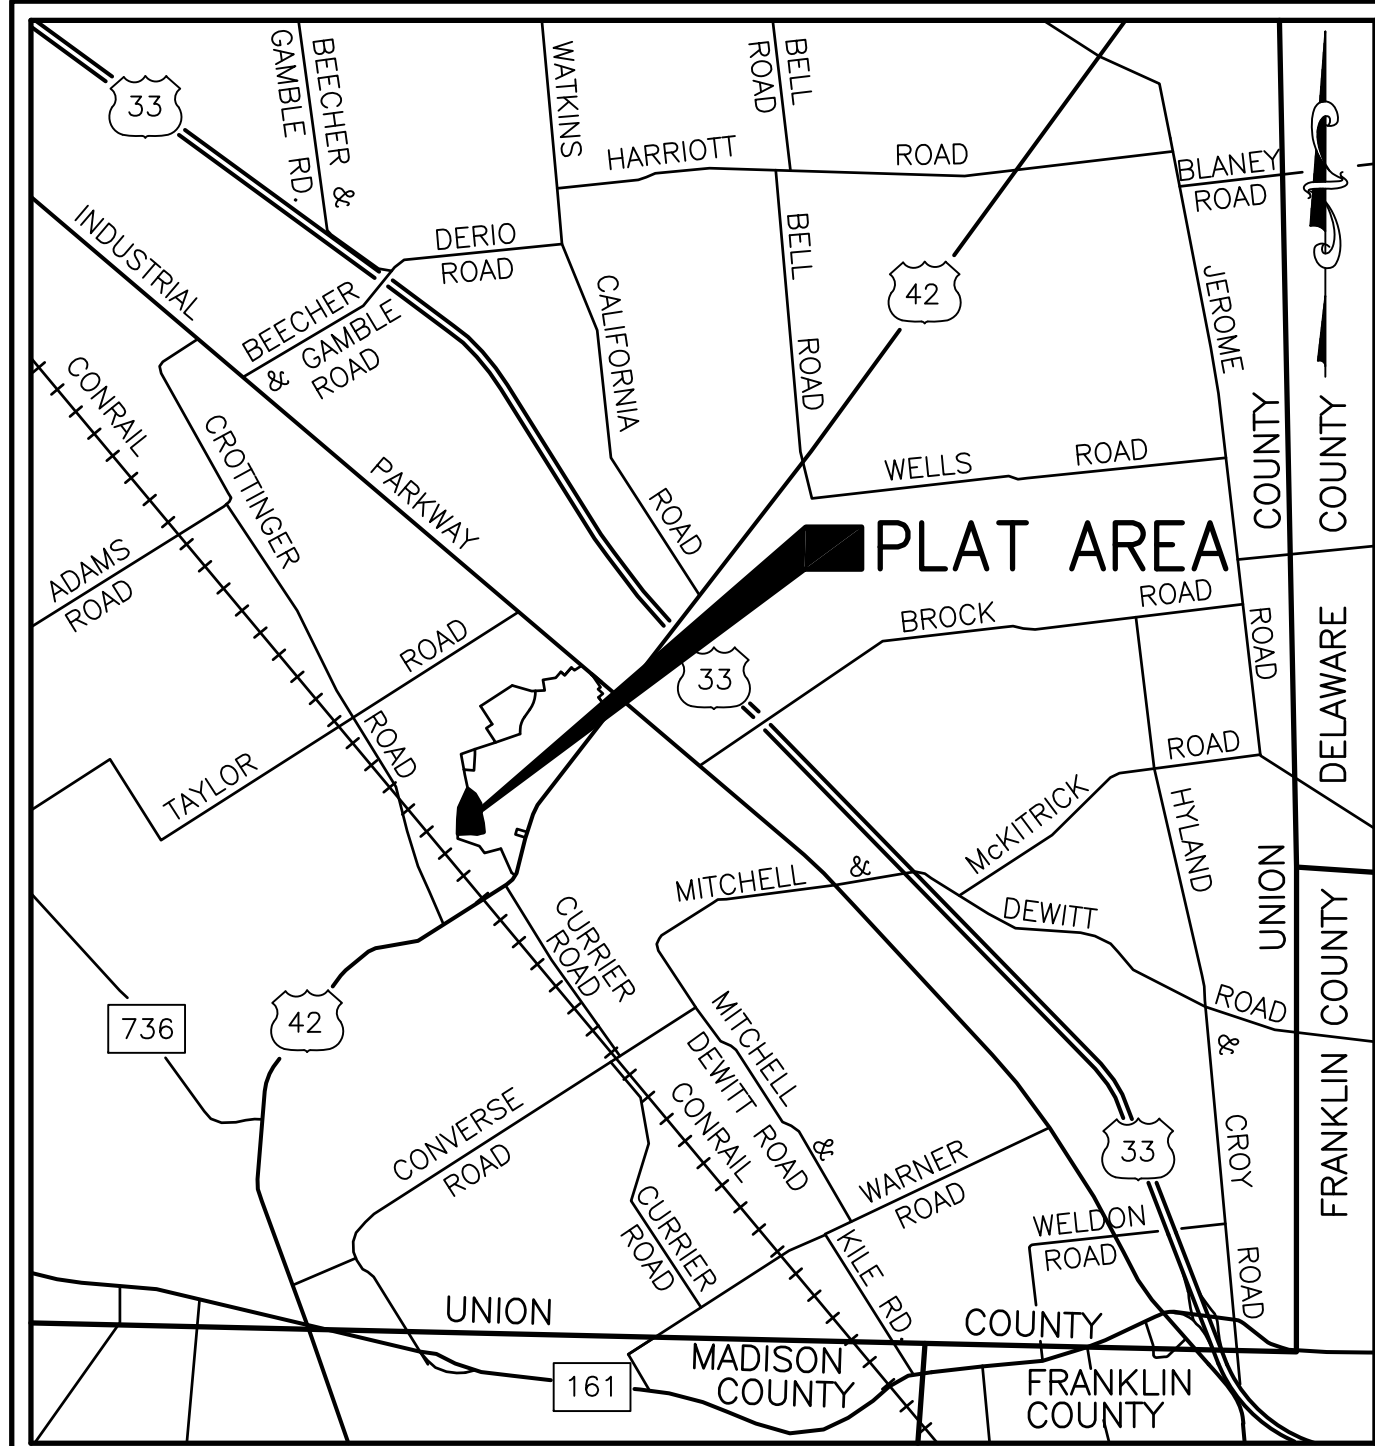 33
BEECHER &
GAMBLE RD.
WATKINS
BELL
ROAD
HARRIOTT
ROAD
BLANEY
ROAD
INDUSTRIAL
DERIO
ROAD
BELL
42
JEROME
BEECHER
& GAMBLE
ROAD
CALIFORNIA
ROAD
CONRAIL
CROTTINGER
PARKWAY
WELLS
ROAD
COUNTY
COUNTY
ROAD
PLAT AREA
ADAMS
ROAD
ROAD
BROCK
ROAD
ROAD
DELAWARE
33
ROAD
TAYLOR
ROAD
McKITRICK
HYLAND
MITCHELL
&
DEWITT
UNION
CURRIER
ROAD
COUNTY
736
42
MITCHELL
DEWITT ROAD
ROAD
&
CONVERSE
ROAD
CONRAIL
&
33
CROY
FRANKLIN
WARNER
ROAD
CURRIER
ROAD
KILE RD.
WELDON
ROAD
ROAD
UNION
COUNTY
MADISON
COUNTY
161
FRANKLIN
COUNTY